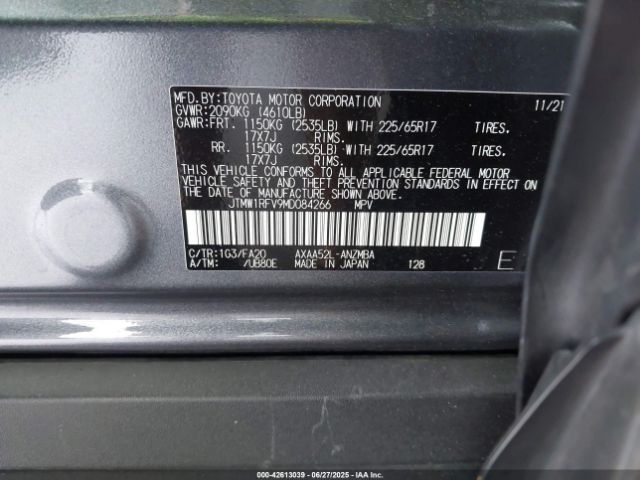 MFD.BY:TOYOTA MOTOR CORPORATION 11/21
GVWR:2090KG (4610LB)
GAWR:FRT. 1150KG (2535LB) WITH 225/65R17 TIRES.
17X7J RIMS.
RR. 1150KG (2535LB) WITH 225/65R17 TIRES.
17X7J RIMS.
THIS VEHICLE CONFORMS TO ALL APPLICABLE FEDERAL MOTOR
VEHICLE SAFETY AND THEFT PREVENTION STANDARDS IN EFFECT
ON THE DATE OF MANUFACTURE SHOWN ABOVE.
JTMW1RFV9MD084266 MPV
C/TR:1G3/FA20 AXAA52L-ANZMBA
A/TM: /UB80E MADE IN JAPAN 128 E
000-42613039 | 06/27/2025 | IAA Inc.